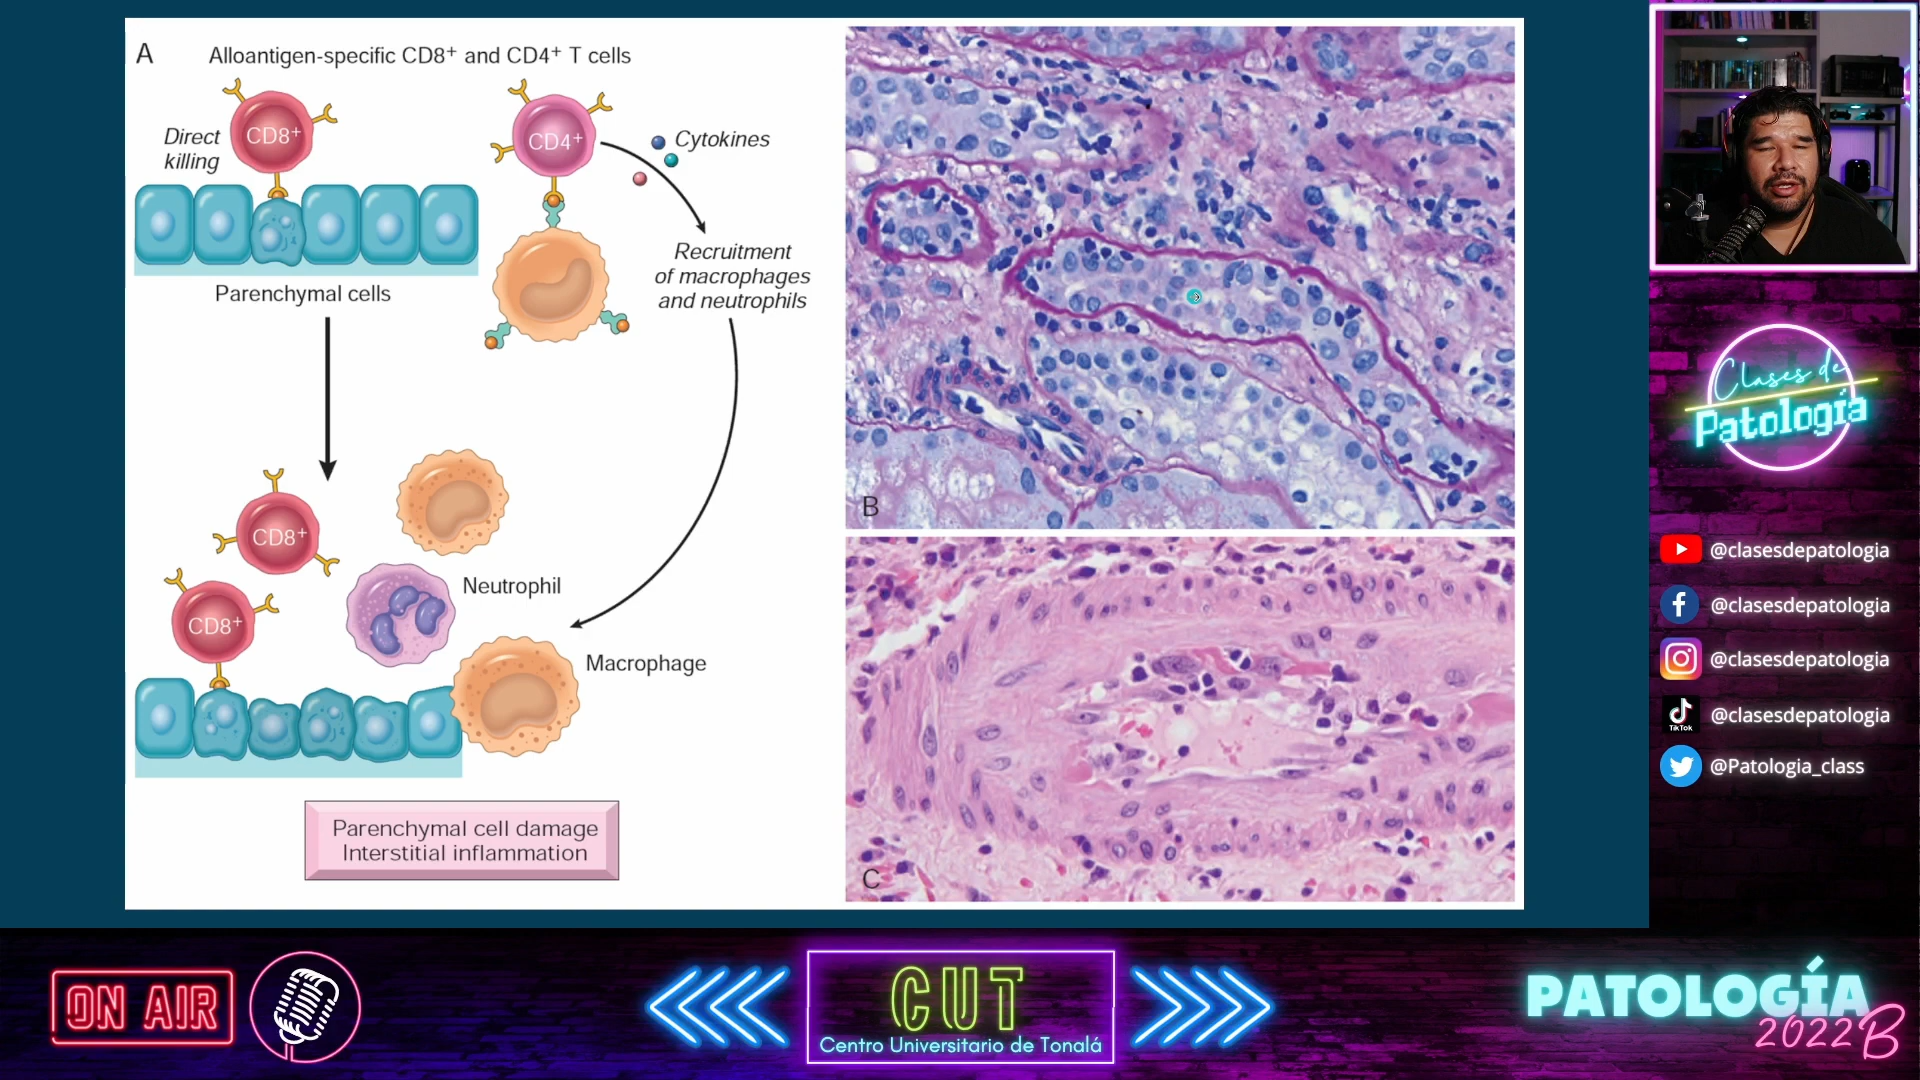 A
Alloantigen-specific CD8⁺ and CD4⁺ T cells
CD8⁺
CD4⁺
Direct
killing
Cytokines
Recruitment
of macrophages
and neutrophils
Parenchymal cells
CD8⁺
Neutrophil
CD8⁺
Macrophage
Parenchymal cell damage
Interstitial inflammation
B
C
Clases de
Patología
@clasesdepatologia
@clasesdepatologia
@clasesdepatologia
TikTok
@clasesdepatologia
@Patologia_class
ON AIR
CUT
Centro Universitario de Tonalá
PATOLOGÍA
2022B